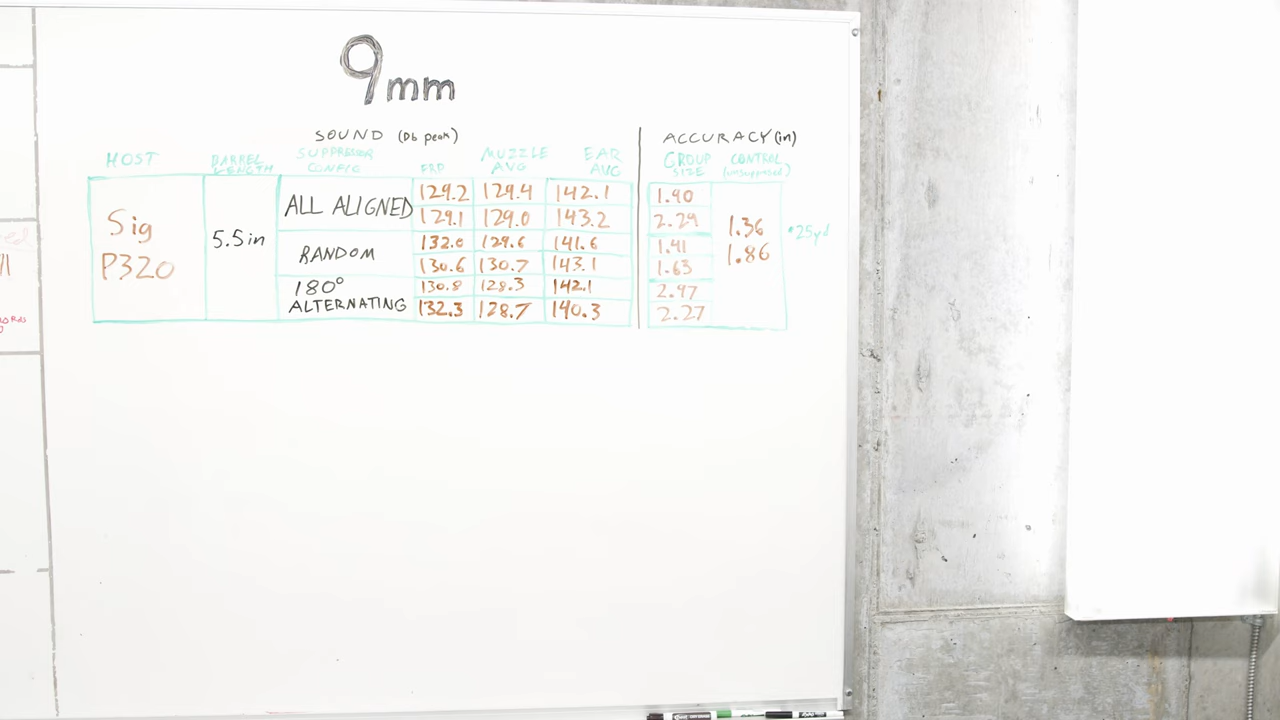 9mm
SOUND (Db peak)
ACCURACY (in)
HOST BARREL LENGTH SUPPRESSOR CONFIG FRP MUZZLE AVG EAR AVG GROUP SIZE CONTROL (unsuppressed)
Sig P320 5.5in
ALL ALIGNED 129.2 129.4 142.1 1.90
129.1 129.0 143.2 2.29
RANDOM 132.0 129.6 141.6 1.41
130.6 130.7 143.1 1.63
180° ALTERNATING 130.8 128.3 142.1 2.97
132.3 128.7 140.3 2.27
1.36
1.86
*25yd